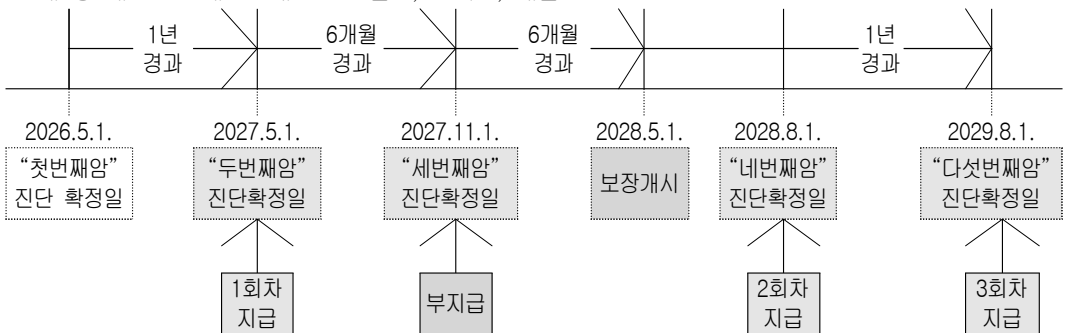 1년
경과
6개월
경과
6개월
경과
1년
경과
2026.5.1.
2027.5.1.
2027.11.1.
2028.5.1.
2028.8.1.
2029.8.1.
“첫번째암”
진단 확정일
“두번째암”
진단확정일
“세번째암”
진단확정일
보장개시
“네번째암”
진단확정일
“다섯번째암”
진단확정일
1회차
지급
부지급
2회차
지급
3회차
지급